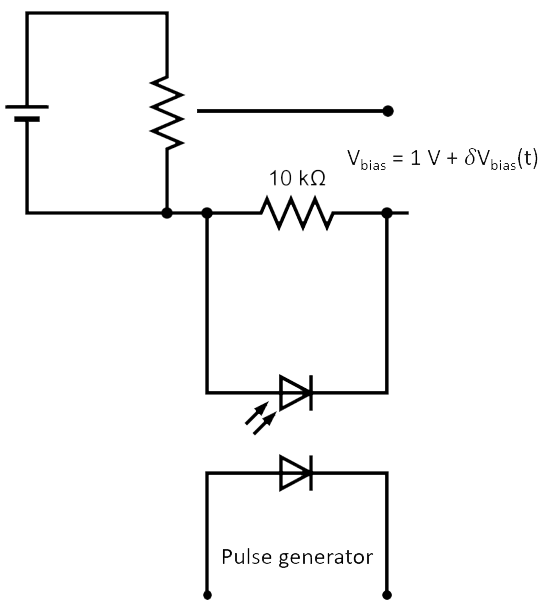 V_bias = 1 V + δV_bias(t)
10 kΩ
Pulse generator